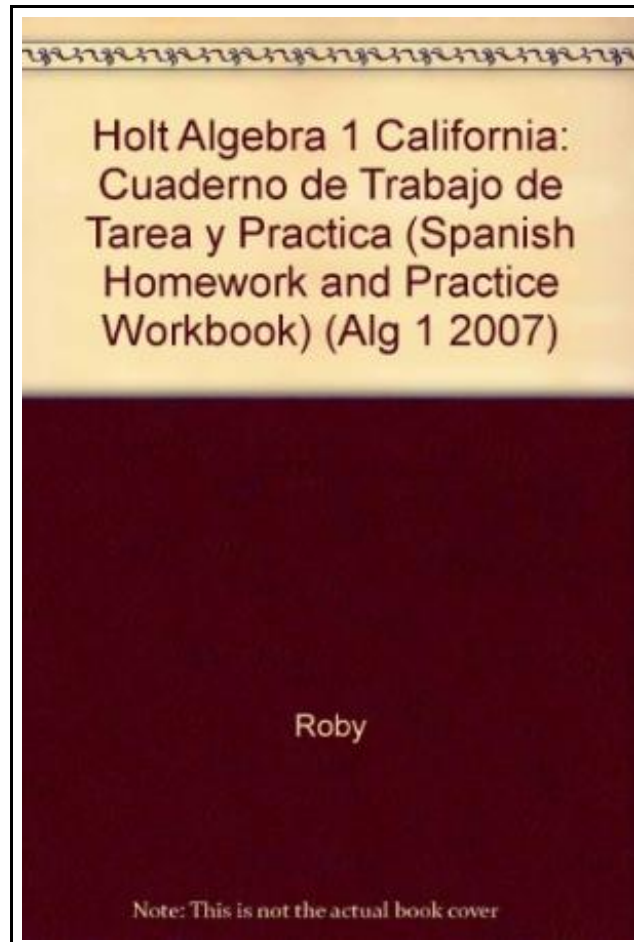 Holt Algebra 1 California:
Cuaderno de Trabajo de
Tarea y Practica (Spanish
Homework and Practice
Workbook) (Alg 1 2007)
Roby
Note: This is not the actual book cover